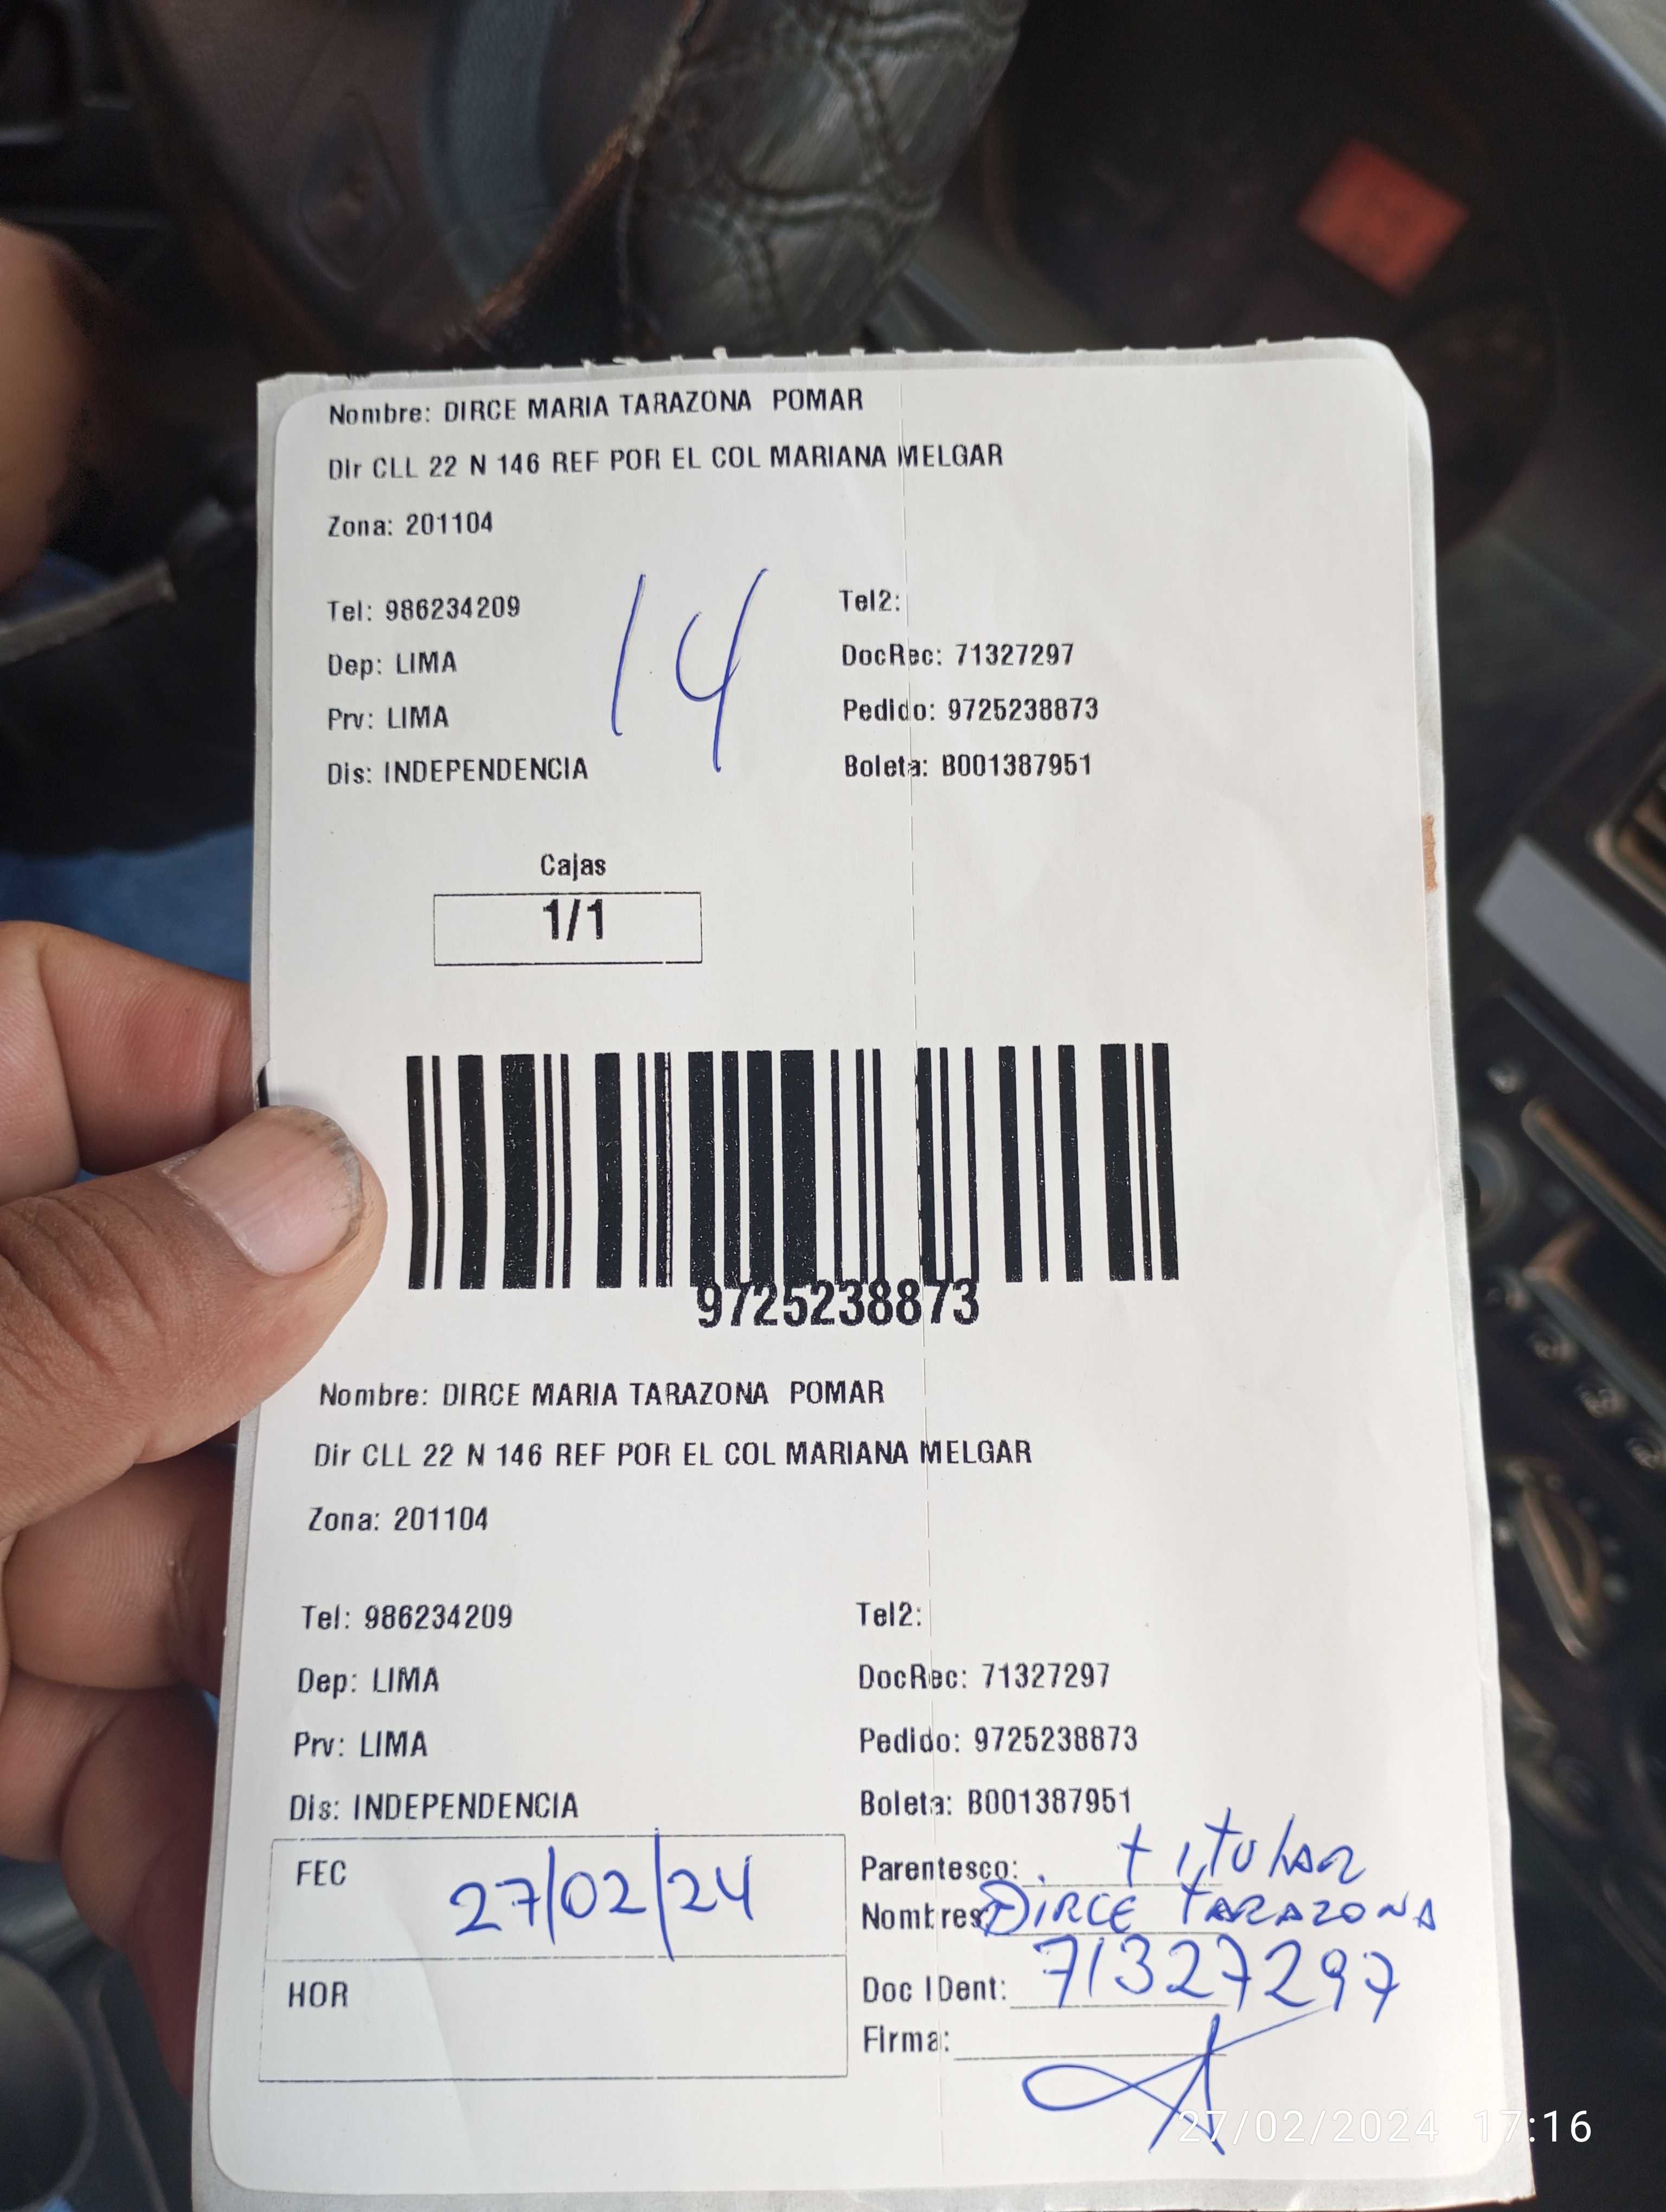 Nombre: DIRCE MARIA TARAZONA POMAR
Dir CLL 22 N 146 REF POR EL COL MARIANA MELGAR
Zona: 201104
Tel: 986234209 Tel2:
14
Dep: LIMA DocRec: 71327297
Prv: LIMA Pedido: 9725238873
Dis: INDEPENDENCIA Boleta: B001387951
Cajas
1/1
9725238873
Nombre: DIRCE MARIA TARAZONA POMAR
Dir CLL 22 N 146 REF POR EL COL MARIANA MELGAR
Zona: 201104
Tel: 986234209 Tel2:
Dep: LIMA DocRec: 71327297
Prv: LIMA Pedido: 9725238873
Dis: INDEPENDENCIA Boleta: B001387951
FEC 27/02/24 Parentesco: titular
Nombres: DIRCE TARAZONA
HOR Doc IDent: 71327297
Firma:
27/02/2024 17:16